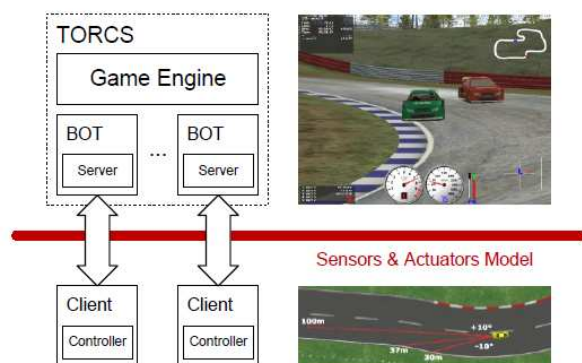 TORCS
Game Engine
BOT
Server
...
BOT
Server
Sensors & Actuators Model
Client
Controller
Client
Controller
100m
+10°
-10°
37m
30m